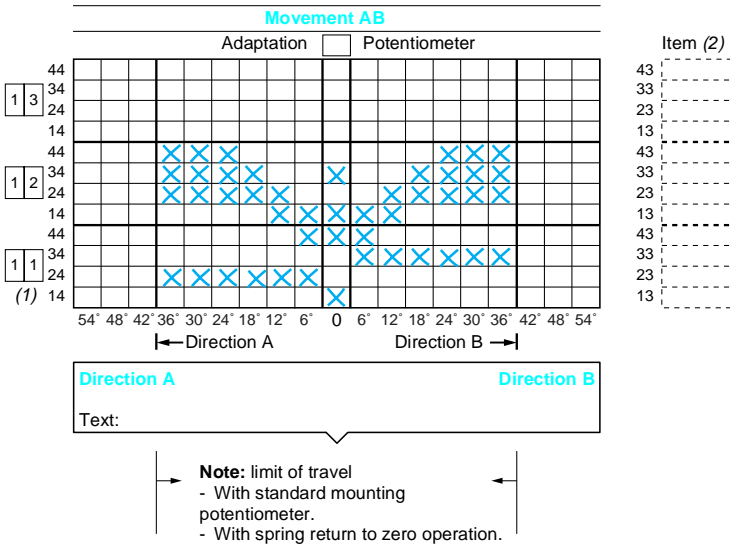 Movement AB
Adaptation Potentiometer Item (2)
44 43
34 33
1 3
24 23
14 13
44 43
34 33
1 2
24 23
14 13
44 43
34 33
1 1
24 23
(1) 14 13
54° 48° 42° 36° 30° 24° 18° 12° 6° 0 6° 12° 18° 24° 30° 36° 42° 48° 54°
Direction A Direction B
Direction A Direction B
Text:
Note: limit of travel
- With standard mounting
potentiometer.
- With spring return to zero operation.